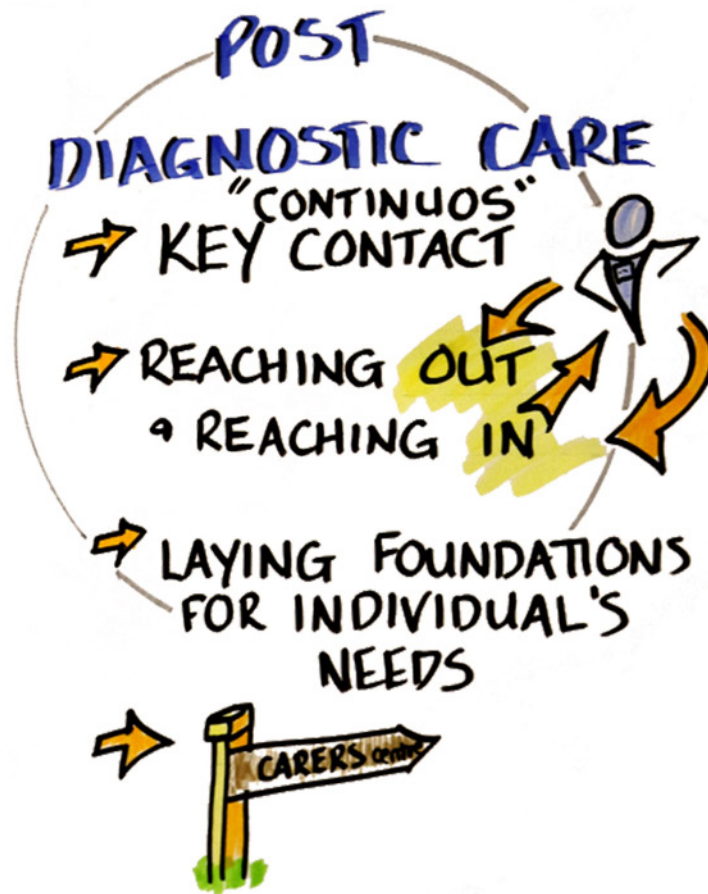 POST
DIAGNOSTIC CARE
"CONTINUOS"
KEY CONTACT
REACHING OUT
& REACHING IN
LAYING FOUNDATIONS
FOR INDIVIDUAL'S
NEEDS
CARERS centre